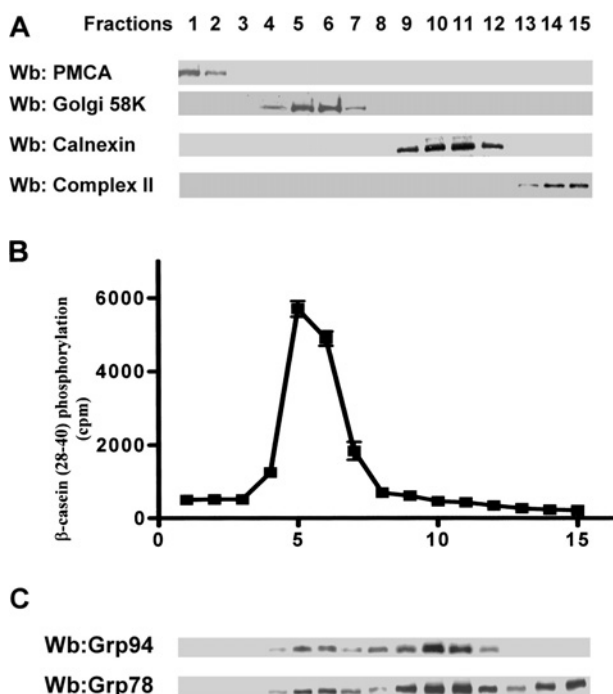 A Fractions 1 2 3 4 5 6 7 8 9 10 11 12 13 14 15
Wb: PMCA
Wb: Golgi 58K
Wb: Calnexin
Wb: Complex II
B
β-casein (28-40) phosphorylation
(cpm)
6000
4000
2000
0
0 5 10 15
C
Wb:Grp94
Wb:Grp78